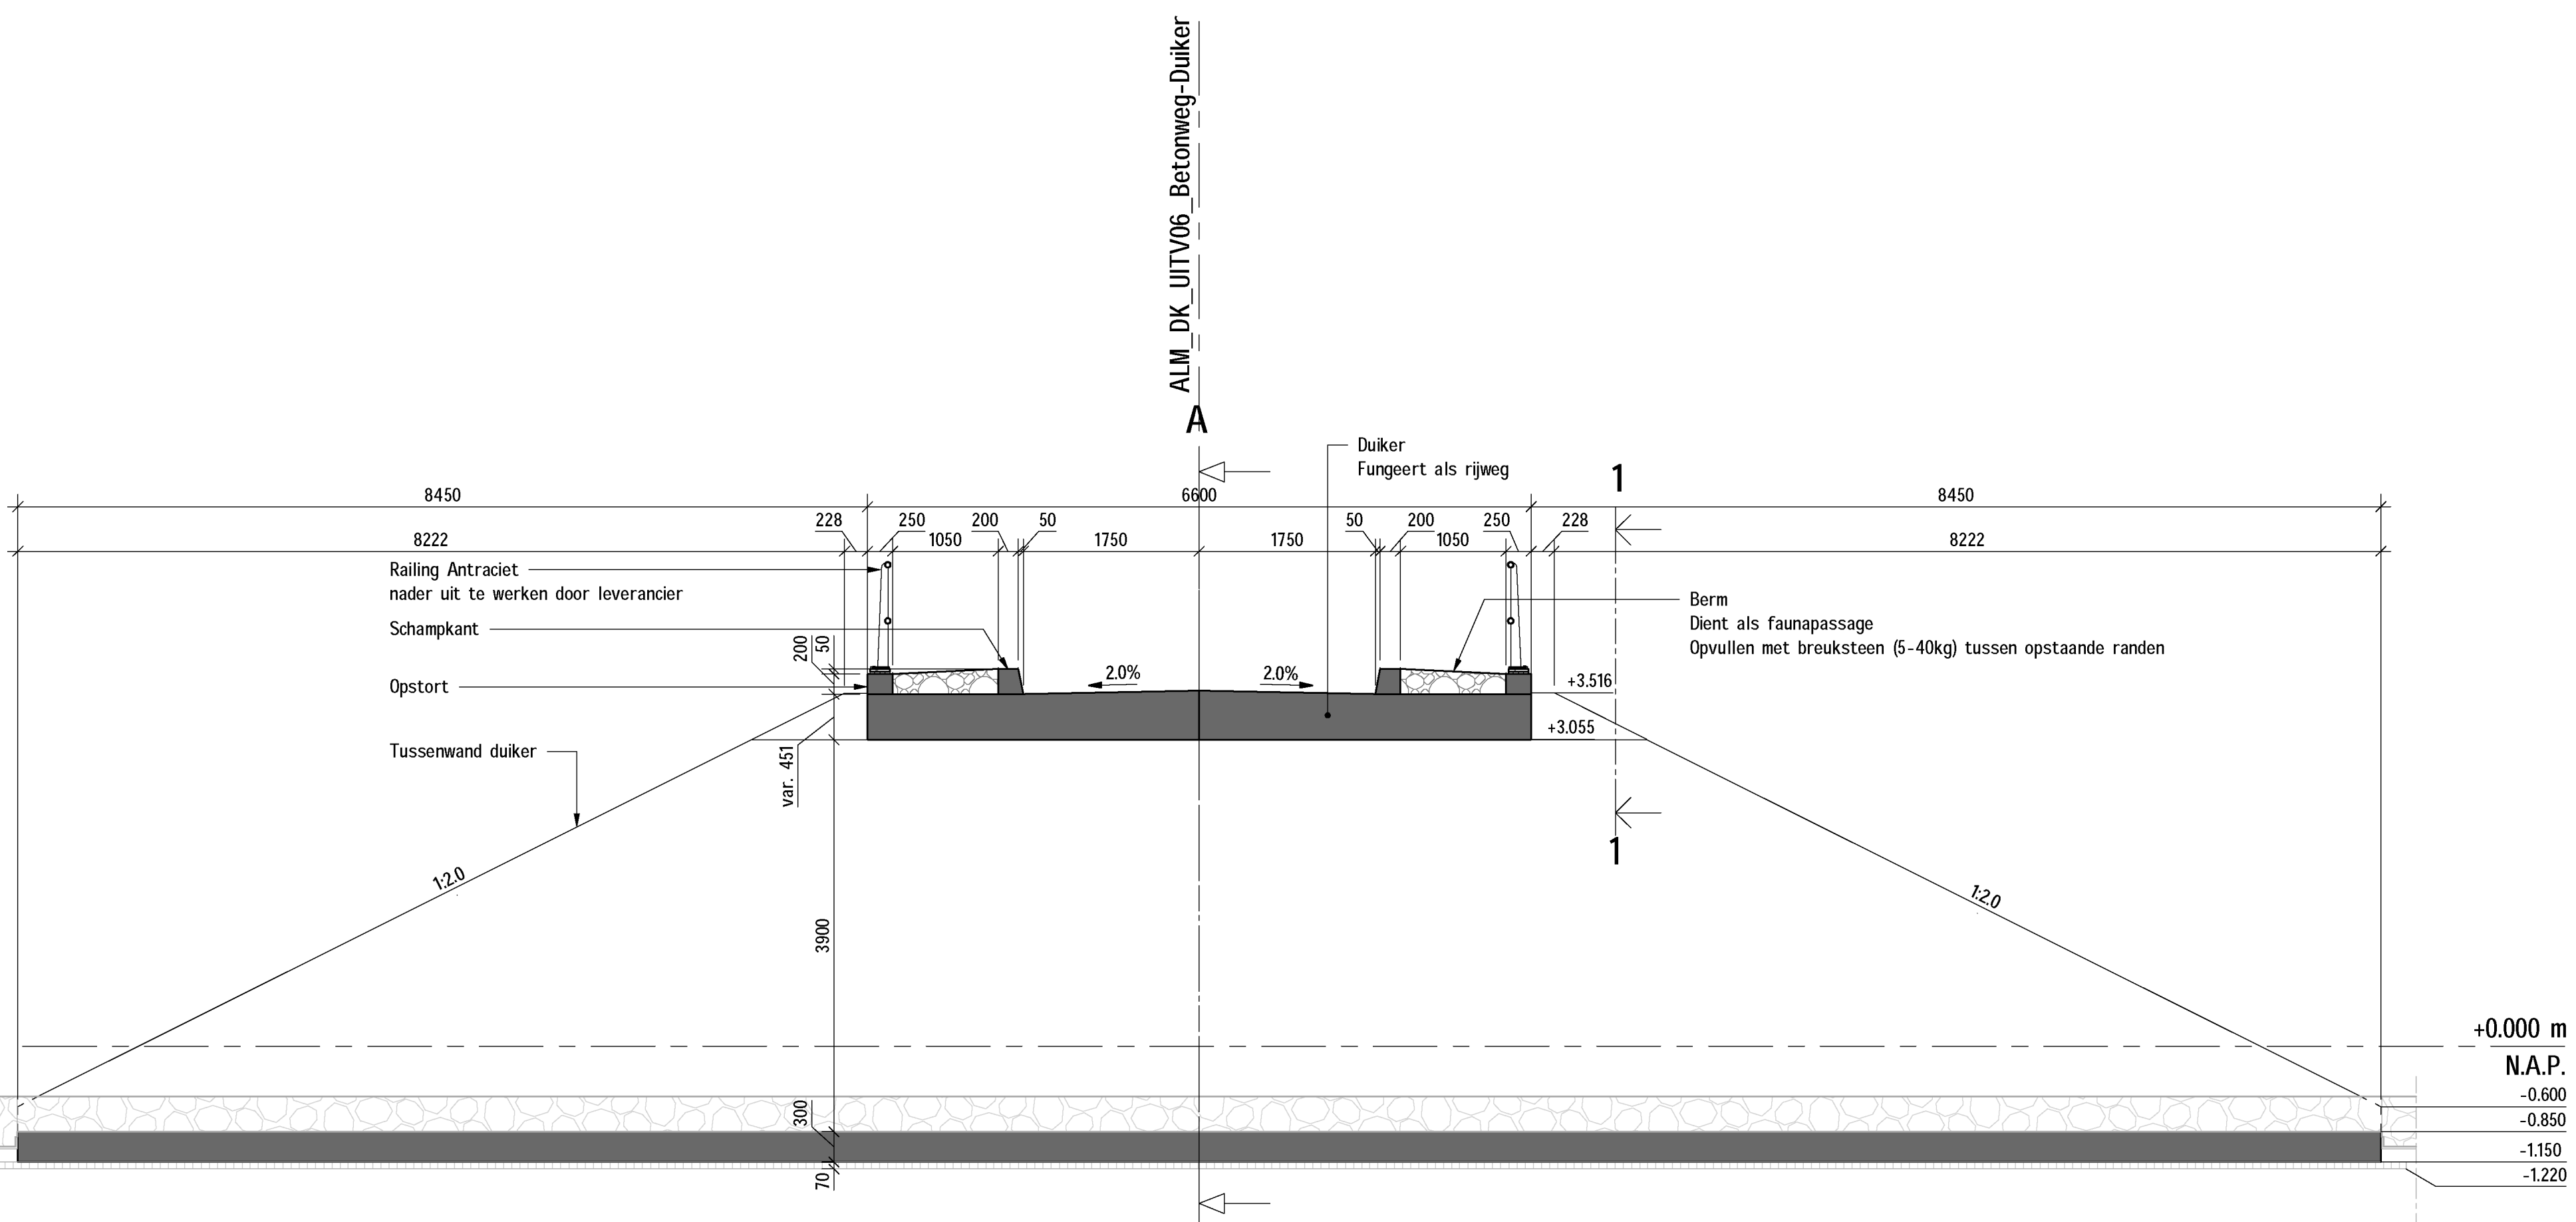 ALM_DK_UITV06_Betonweg-Duiker
A
Duiker
Fungeert als rijweg
1
8450
6600
8450
228
250
200
50
50
200
250
228
8222
1050
1750
1750
1050
8222
Railing Antraciet
nader uit te werken door leverancier
Berm
Dient als faunapassage
Opvullen met breuksteen (5-40kg) tussen opstaande randen
Schampkant
200
50
Opstort
2.0%
2.0%
+3.516
+3.055
Tussenwand duiker
var. 451
1
1:2.0
1:2.0
3900
+0.000 m
N.A.P.
-0.600
300
-0.850
-1.150
70
-1.220